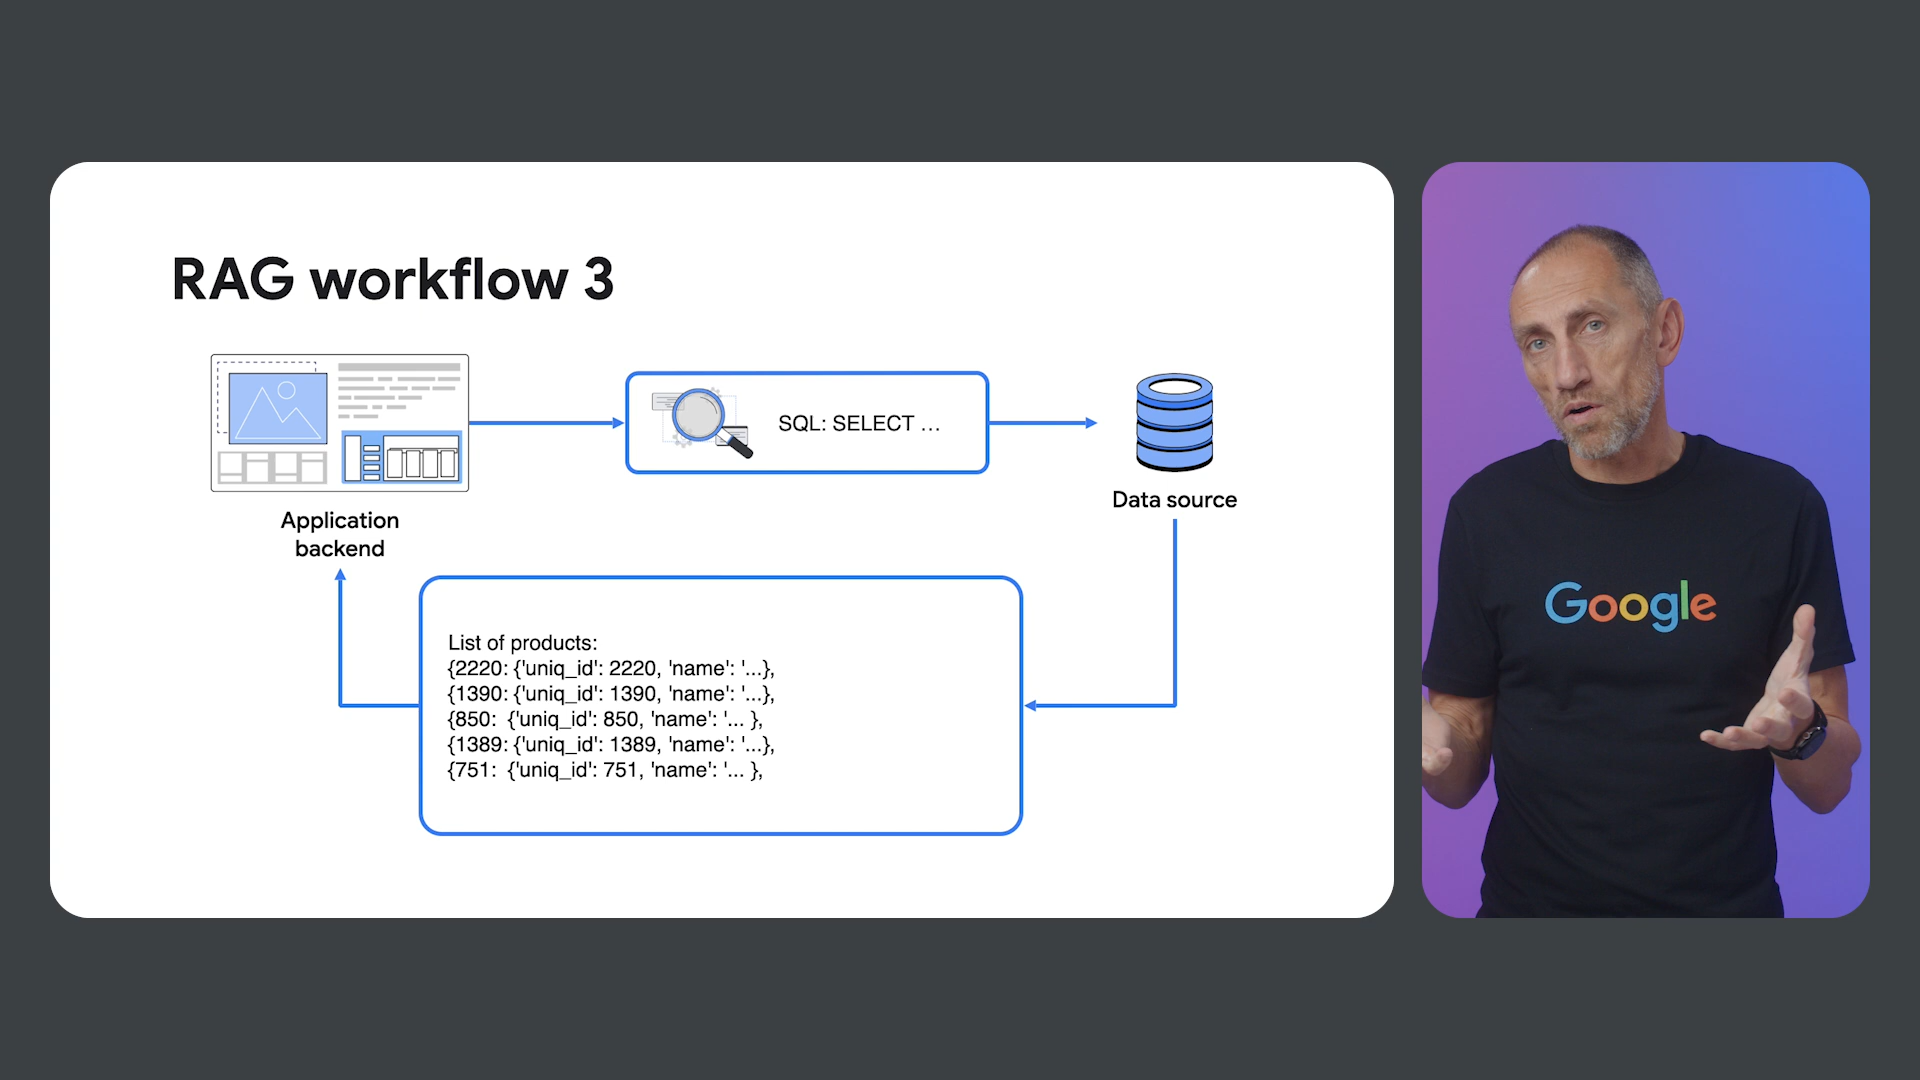 RAG workflow 3
SQL: SELECT ...
Application
backend
Data source
List of products:
{2220: {'uniq_id': 2220, 'name': '...},
{1390: {'uniq_id': 1390, 'name': '...},
{850:  {'uniq_id': 850, 'name': '... },
{1389: {'uniq_id': 1389, 'name': '...},
{751:  {'uniq_id': 751, 'name': '... },
Google